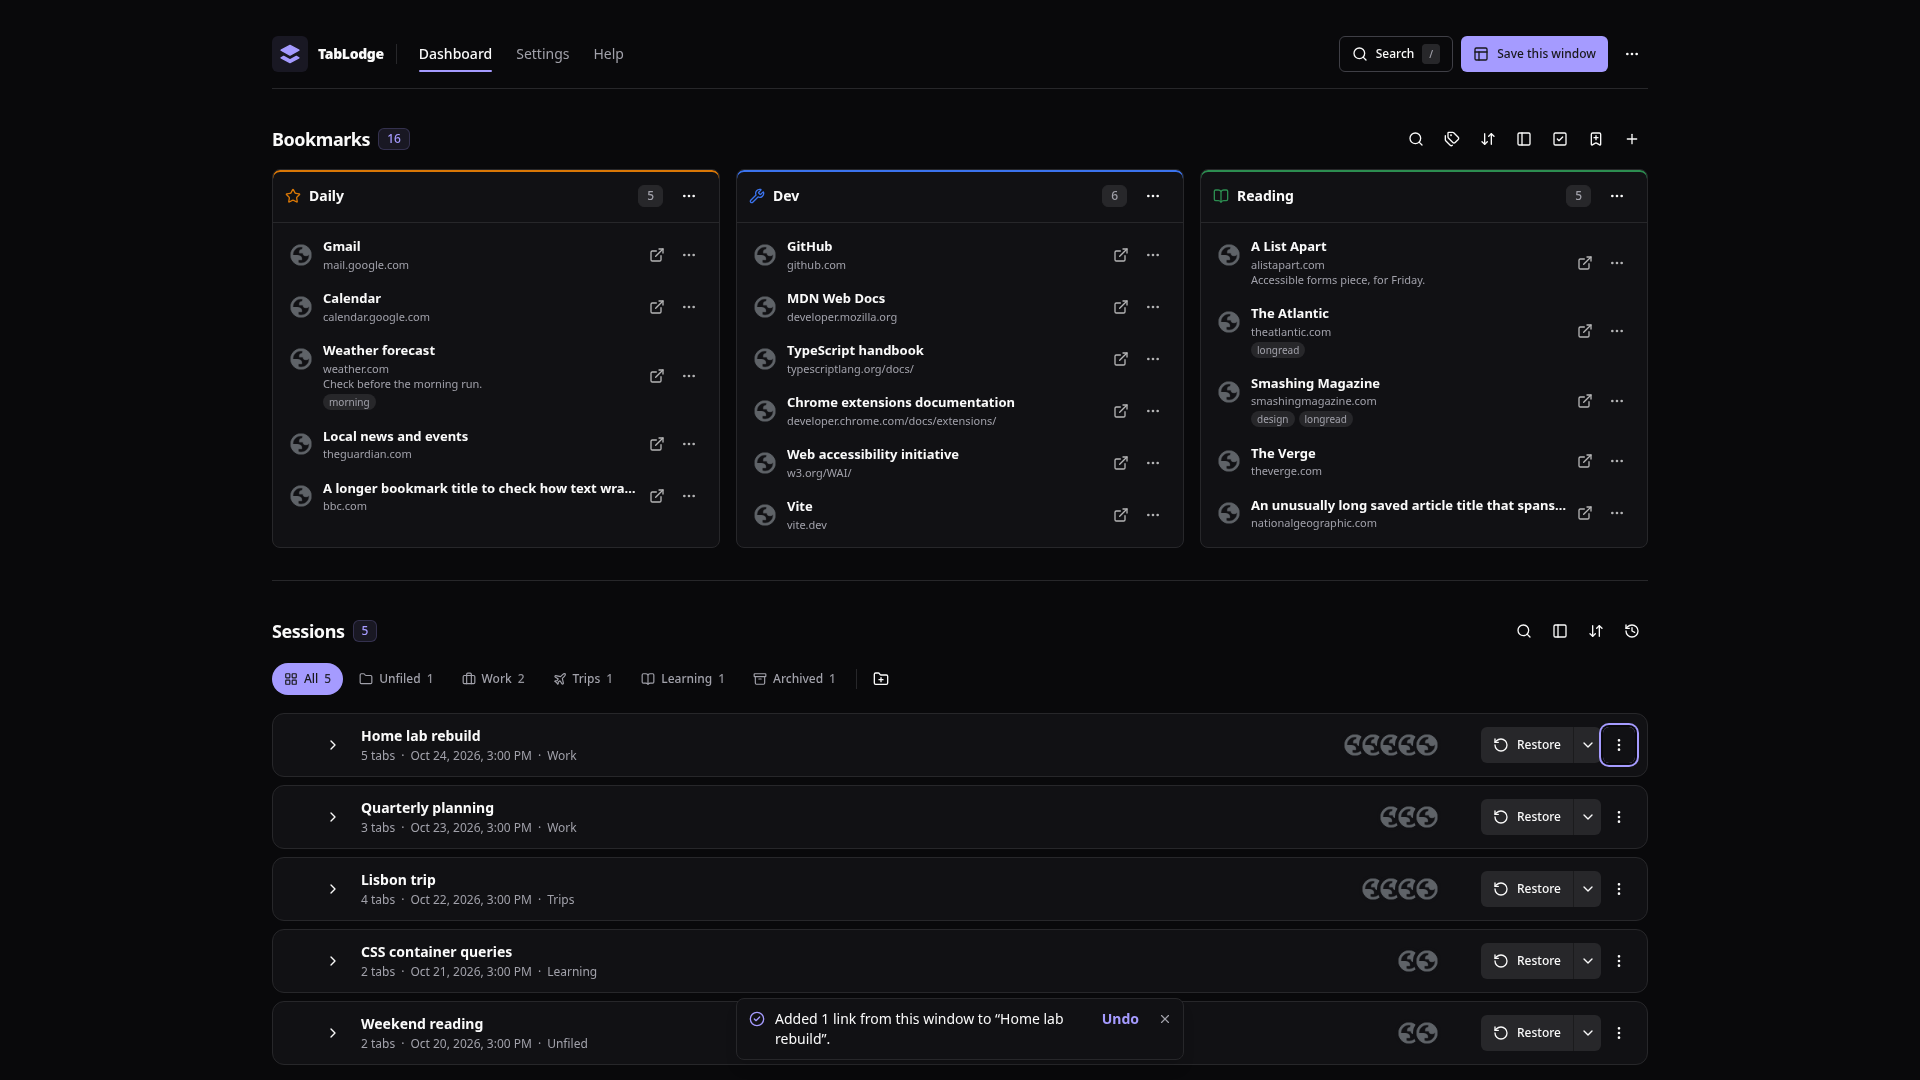 TabLodge
Dashboard
Settings
Help
Search /
Save this window
Bookmarks 16
Daily 5
Gmail
mail.google.com
Calendar
calendar.google.com
Weather forecast
weather.com
Check before the morning run.
morning
Local news and events
theguardian.com
A longer bookmark title to check how text wra...
bbc.com
Dev 6
GitHub
github.com
MDN Web Docs
developer.mozilla.org
TypeScript handbook
typescriptlang.org/docs/
Chrome extensions documentation
developer.chrome.com/docs/extensions/
Web accessibility initiative
w3.org/WAI/
Vite
vite.dev
Reading 5
A List Apart
alistapart.com
Accessible forms piece, for Friday.
The Atlantic
theatlantic.com
longread
Smashing Magazine
smashingmagazine.com
design longread
The Verge
theverge.com
An unusually long saved article title that spans...
nationalgeographic.com
Sessions 5
All 5
Unfiled 1
Work 2
Trips 1
Learning 1
Archived 1
Home lab rebuild
5 tabs · Oct 24, 2026, 3:00 PM · Work
Restore
Quarterly planning
3 tabs · Oct 23, 2026, 3:00 PM · Work
Restore
Lisbon trip
4 tabs · Oct 22, 2026, 3:00 PM · Trips
Restore
CSS container queries
2 tabs · Oct 21, 2026, 3:00 PM · Learning
Restore
Weekend reading
2 tabs · Oct 20, 2026, 3:00 PM · Unfiled
Restore
Added 1 link from this window to “Home lab
rebuild”.
Undo